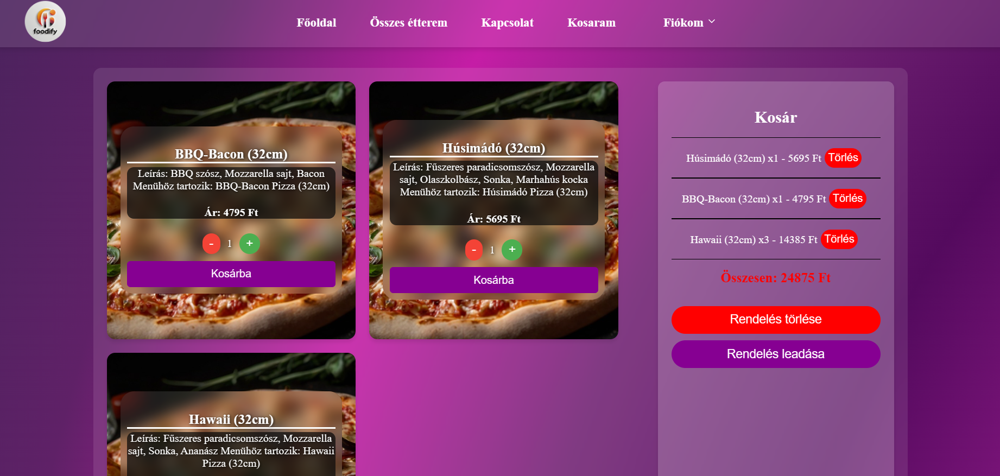 foodify
Főoldal
Összes étterem
Kapcsolat
Kosaram
Fiókom
BBQ-Bacon (32cm)
Leírás: BBQ szósz, Mozzarella sajt, Bacon
Menühöz tartozik: BBQ-Bacon Pizza (32cm)
Ár: 4795 Ft
- 1 +
Kosárba
Húsimádó (32cm)
Leírás: Fűszeres paradicsomszósz, Mozzarella
sajt, Olaszkolbász, Sonka, Marhahús kocka
Menühöz tartozik: Húsimádó Pizza (32cm)
Ár: 5695 Ft
- 1 +
Kosárba
Hawaii (32cm)
Leírás: Fűszeres paradicsomszósz, Mozzarella
sajt, Sonka, Ananász Menühöz tartozik: Hawaii
Pizza (32cm)
Kosár
Húsimádó (32cm) x1 - 5695 Ft Törlés
BBQ-Bacon (32cm) x1 - 4795 Ft Törlés
Hawaii (32cm) x3 - 14385 Ft Törlés
Összesen: 24875 Ft
Rendelés törlése
Rendelés leadása